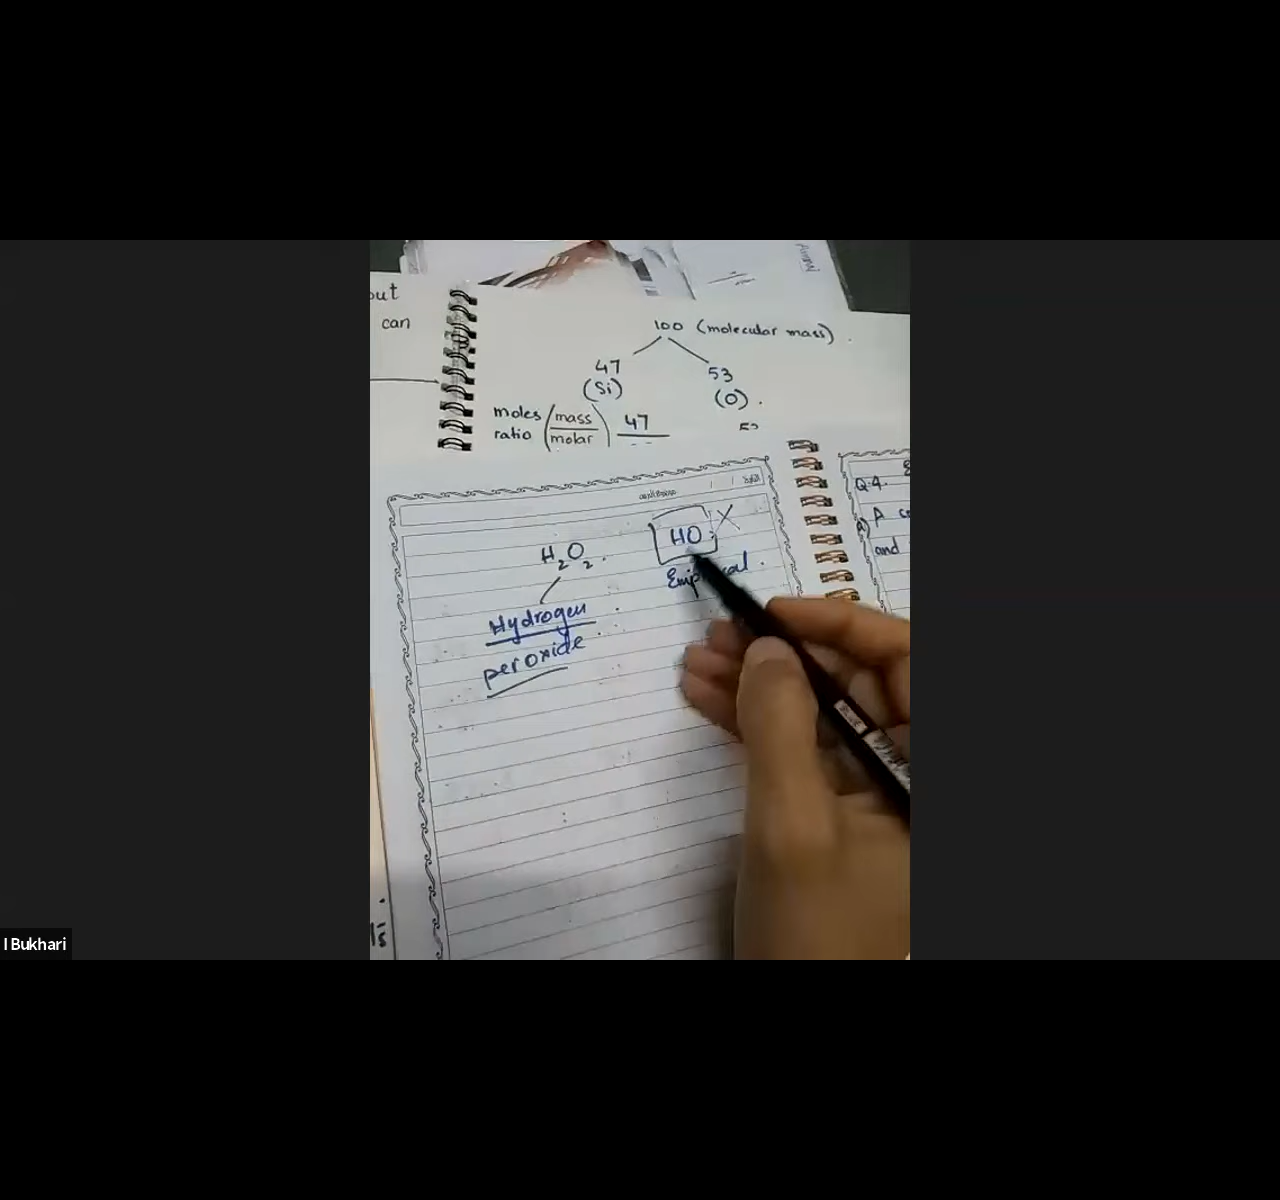 out
can
100 (molecular mass).
47
53
(Si)
(O).
moles
ratio
(mass/molar)
47
H₂O₂.
HO
X
Hydrogen
peroxide
Q.4.
A
and
I Bukhari